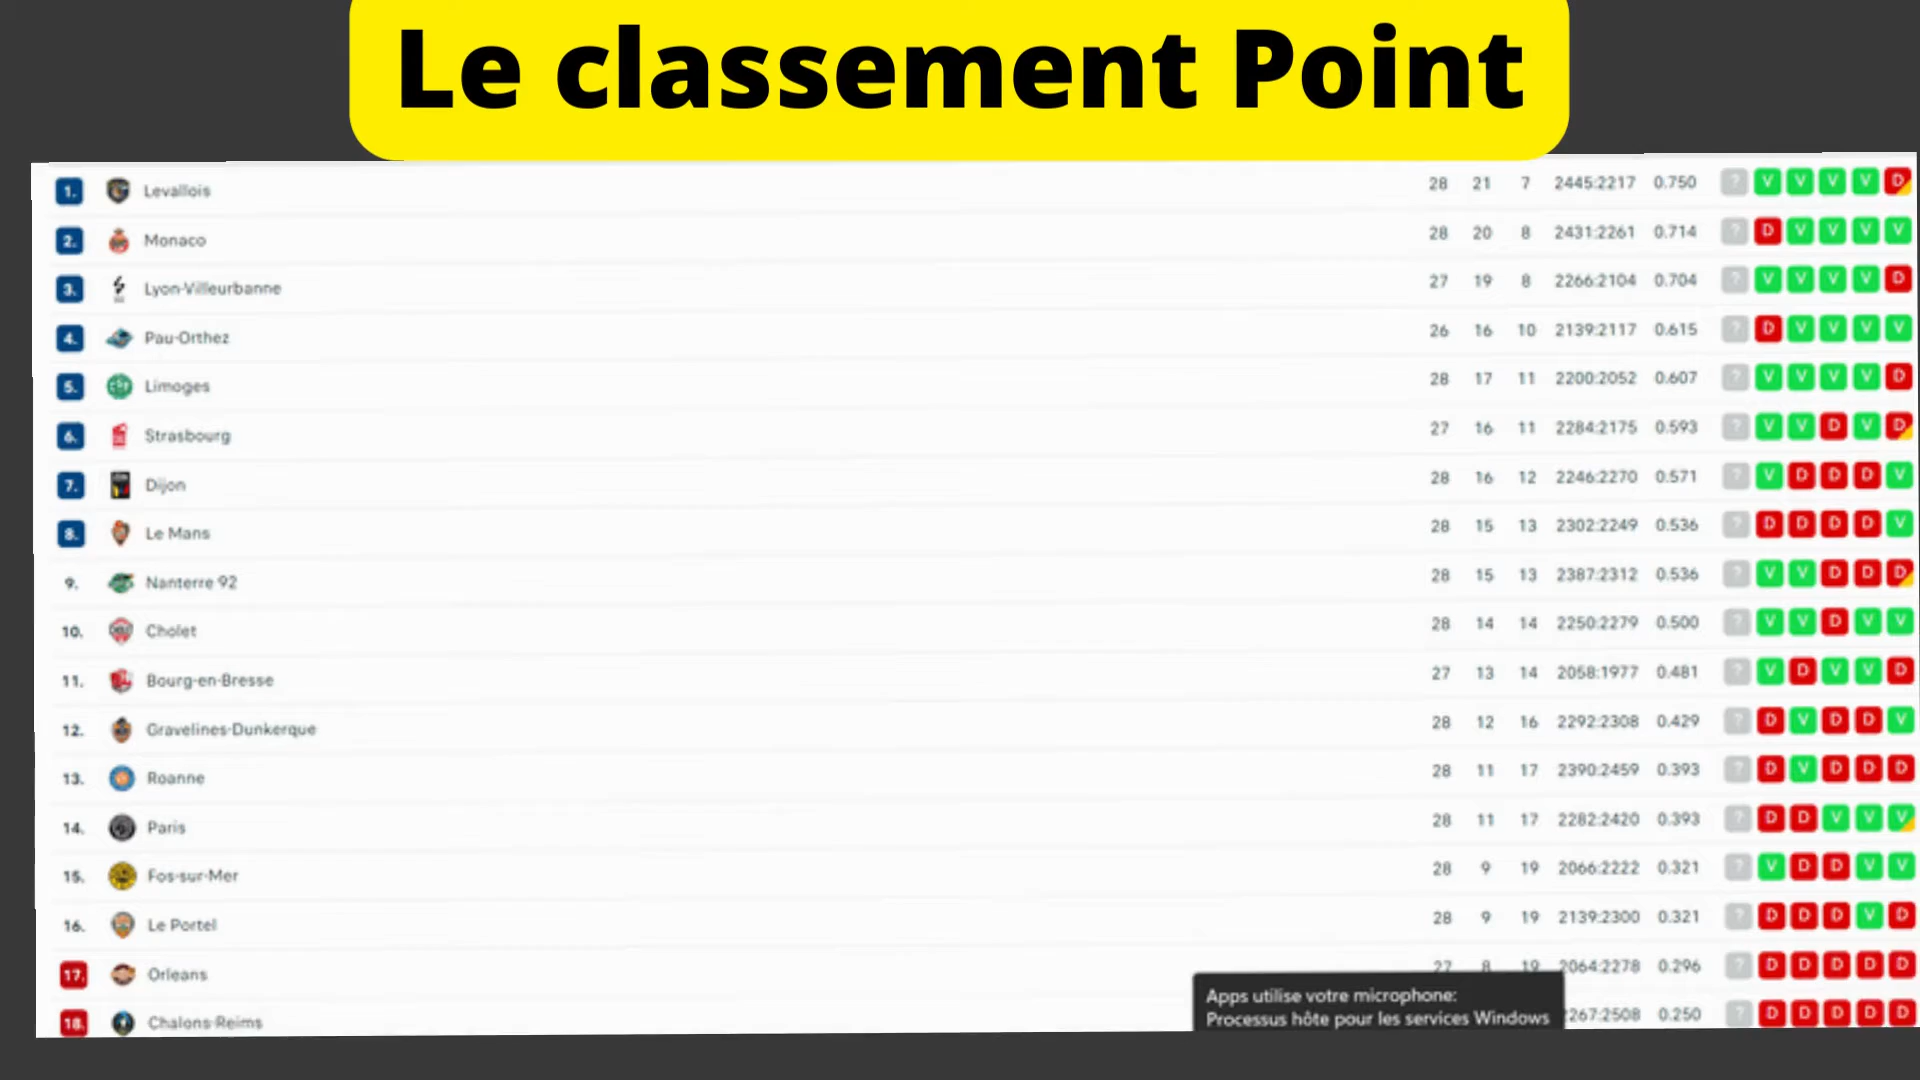 Le classement Point
1. Levallois 28 21 7 2445:2217 0.750 ? V V V V D
2. Monaco 28 20 8 2431:2261 0.714 ? D V V V V
3. Lyon-Villeurbanne 27 19 8 2266:2104 0.704 ? V V V V D
4. Pau-Orthez 26 16 10 2139:2117 0.615 ? D V V V V
5. Limoges 28 17 11 2200:2052 0.607 ? V V V V D
6. Strasbourg 27 16 11 2284:2175 0.593 ? V V D V D
7. Dijon 28 16 12 2246:2270 0.571 ? V D D D V
8. Le Mans 28 15 13 2302:2249 0.536 ? D D D D V
9. Nanterre 92 28 15 13 2387:2312 0.536 ? V V D D D
10. Cholet 28 14 14 2250:2279 0.500 ? V V D V V
11. Bourg-en-Bresse 27 13 14 2058:1977 0.481 ? V D V V D
12. Gravelines-Dunkerque 28 12 16 2292:2308 0.429 ? D V D D V
13. Roanne 28 11 17 2390:2459 0.393 ? D V D D D
14. Paris 28 11 17 2282:2420 0.393 ? D D V V V
15. Fos-sur-Mer 28 9 19 2066:2222 0.321 ? V D D V V
16. Le Portel 28 9 19 2139:2300 0.321 ? D D D V D
17. Orleans 27 8 19 2064:2278 0.296 ? D D D D D
18. Chalons-Reims 267:2508 0.250 ? D D D D D
Apps utilise votre microphone:
Processus hôte pour les services Windows